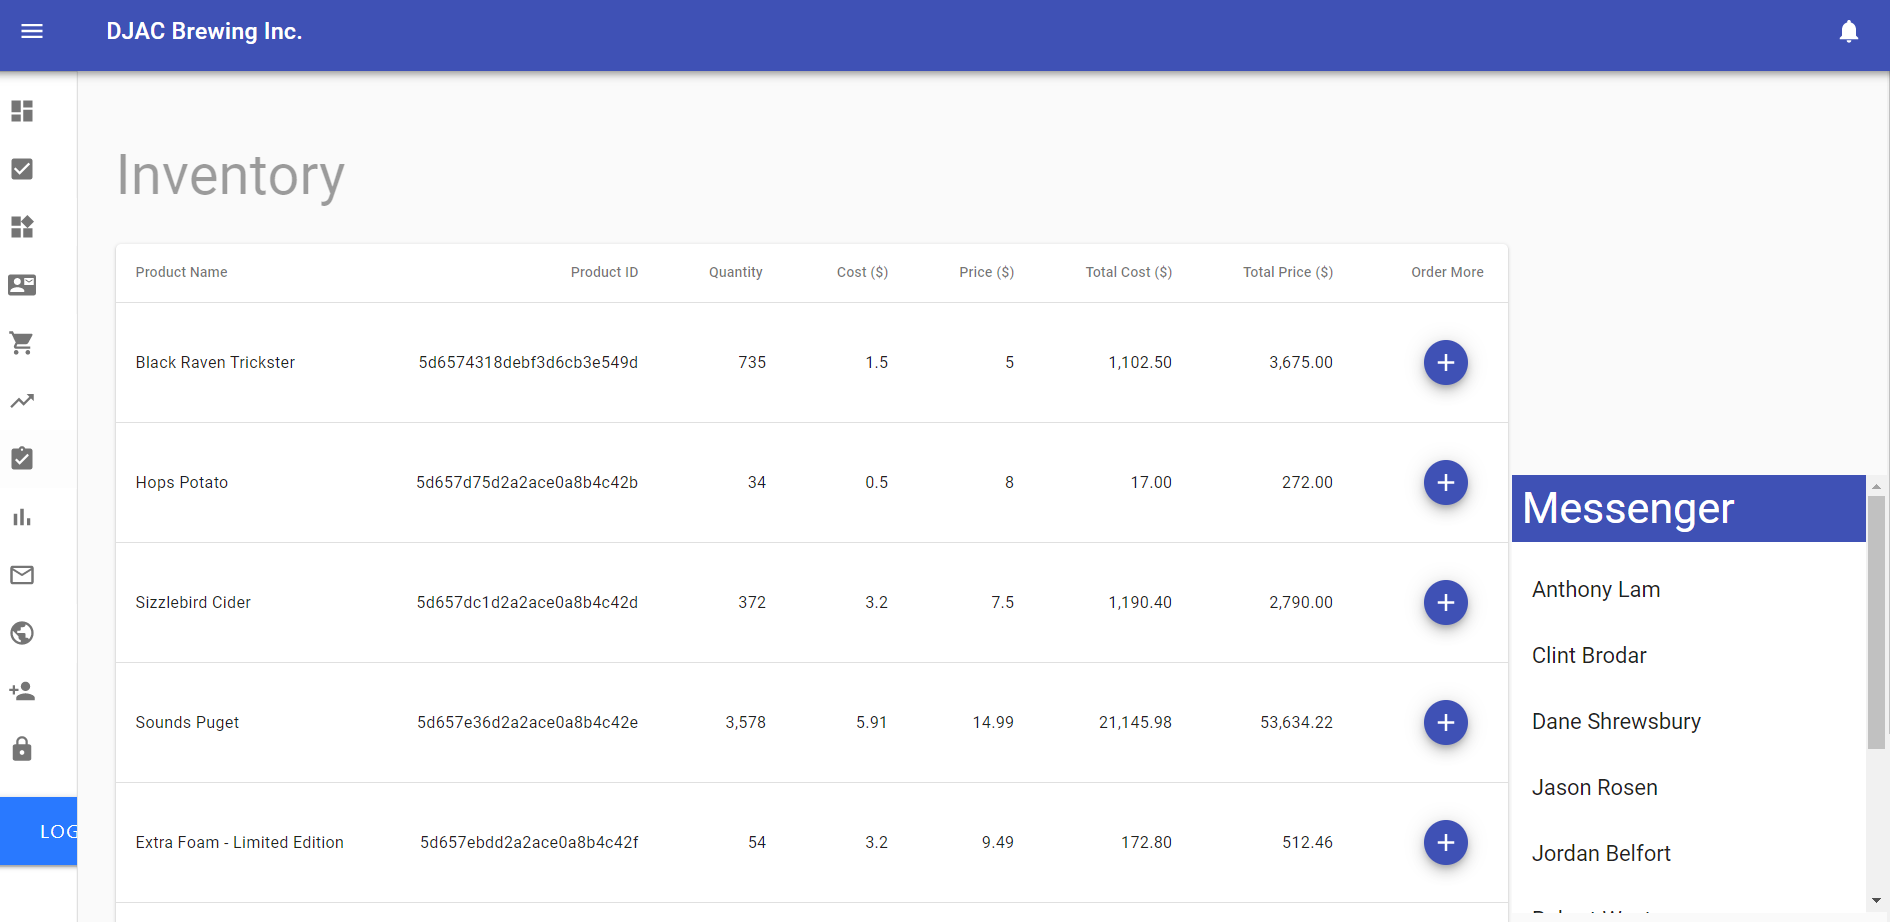 DJAC Brewing Inc.
Inventory
Product Name Product ID Quantity Cost ($) Price ($) Total Cost ($) Total Price ($) Order More
Black Raven Trickster 5d6574318debf3d6cb3e549d 735 1.5 5 1,102.50 3,675.00
Hops Potato 5d657d75d2a2ace0a8b4c42b 34 0.5 8 17.00 272.00
Sizzlebird Cider 5d657dc1d2a2ace0a8b4c42d 372 3.2 7.5 1,190.40 2,790.00
Sounds Puget 5d657e36d2a2ace0a8b4c42e 3,578 5.91 14.99 21,145.98 53,634.22
Extra Foam - Limited Edition 5d657ebdd2a2ace0a8b4c42f 54 3.2 9.49 172.80 512.46
LOG
Messenger
Anthony Lam
Clint Brodar
Dane Shrewsbury
Jason Rosen
Jordan Belfort